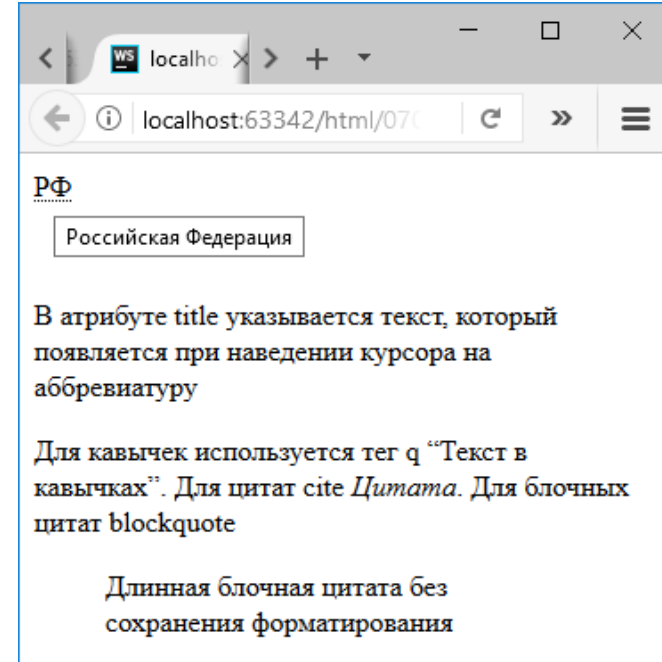 WS localho
localhost:63342/html/070
РФ
Российская Федерация
В атрибуте title указывается текст, который
появляется при наведении курсора на
аббревиатуру
Для кавычек используется тег q “Текст в
кавычках”. Для цитат cite Цитата. Для блочных
цитат blockquote
Длинная блочная цитата без
сохранения форматирования